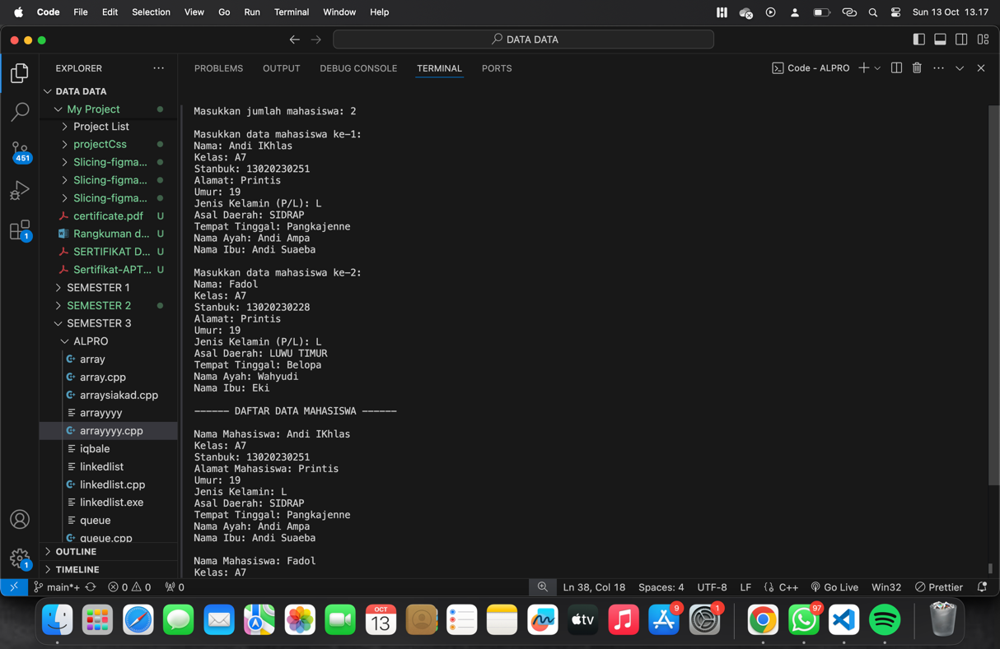 Code File Edit Selection View Go Run Terminal Window Help Sun 13 Oct 13.17
DATA DATA
EXPLORER
PROBLEMS OUTPUT DEBUG CONSOLE TERMINAL PORTS Code - ALPRO
DATA DATA
My Project
Project List
projectCss
Slicing-figma...
Slicing-figma...
Slicing-figma...
certificate.pdf U
Rangkuman d... U
SERTIFIKAT D... U
Sertifikat-APT... U
SEMESTER 1
SEMESTER 2
SEMESTER 3
ALPRO
array
array.cpp
arraysiakad.cpp
arrayyyy
arrayyyy.cpp
iqbale
linkedlist
linkedlist.cpp
linkedlist.exe
queue
queue.cpp
OUTLINE
TIMELINE
451
1
1
Masukkan jumlah mahasiswa: 2
Masukkan data mahasiswa ke-1:
Nama: Andi IKhlas
Kelas: A7
Stanbuk: 13020230251
Alamat: Printis
Umur: 19
Jenis Kelamin (P/L): L
Asal Daerah: SIDRAP
Tempat Tinggal: Pangkajenne
Nama Ayah: Andi Ampa
Nama Ibu: Andi Suaeba
Masukkan data mahasiswa ke-2:
Nama: Fadol
Kelas: A7
Stanbuk: 13020230228
Alamat: Printis
Umur: 19
Jenis Kelamin (P/L): L
Asal Daerah: LUWU TIMUR
Tempat Tinggal: Belopa
Nama Ayah: Wahyudi
Nama Ibu: Eki
------ DAFTAR DATA MAHASISWA ------
Nama Mahasiswa: Andi IKhlas
Kelas: A7
Stanbuk: 13020230251
Alamat Mahasiswa: Printis
Umur: 19
Jenis Kelamin: L
Asal Daerah: SIDRAP
Tempat Tinggal: Pangkajenne
Nama Ayah: Andi Ampa
Nama Ibu: Andi Suaeba
Nama Mahasiswa: Fadol
Kelas: A7
main*+ 0 0 0 Ln 38, Col 18 Spaces: 4 UTF-8 LF C++ Go Live Win32 Prettier
OCT
13
tv
9
1
97